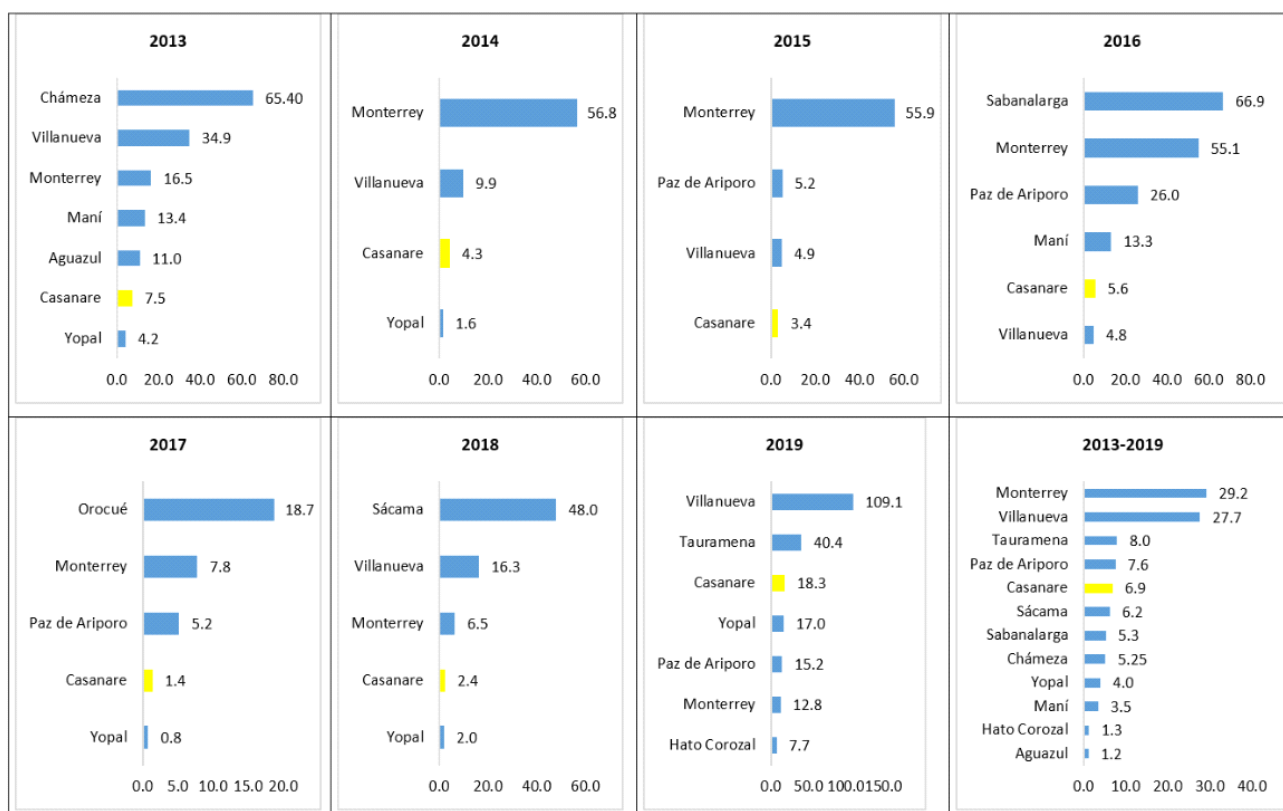 2013
Chámeza 65.40
Villanueva 34.9
Monterrey 16.5
Maní 13.4
Aguazul 11.0
Casanare 7.5
Yopal 4.2
0.0 20.0 40.0 60.0 80.0
2014
Monterrey 56.8
Villanueva 9.9
Casanare 4.3
Yopal 1.6
0.0 20.0 40.0 60.0
2015
Monterrey 55.9
Paz de Ariporo 5.2
Villanueva 4.9
Casanare 3.4
0.0 20.0 40.0 60.0
2016
Sabanalarga 66.9
Monterrey 55.1
Paz de Ariporo 26.0
Maní 13.3
Casanare 5.6
Villanueva 4.8
0.0 20.0 40.0 60.0 80.0
2017
Orocué 18.7
Monterrey 7.8
Paz de Ariporo 5.2
Casanare 1.4
Yopal 0.8
0.0 5.0 10.0 15.0 20.0
2018
Sácama 48.0
Villanueva 16.3
Monterrey 6.5
Casanare 2.4
Yopal 2.0
0.0 20.0 40.0 60.0
2019
Villanueva 109.1
Tauramena 40.4
Casanare 18.3
Yopal 17.0
Paz de Ariporo 15.2
Monterrey 12.8
Hato Corozal 7.7
0.0 50.0 100.0 150.0
2013-2019
Monterrey 29.2
Villanueva 27.7
Tauramena 8.0
Paz de Ariporo 7.6
Casanare 6.9
Sácama 6.2
Sabanalarga 5.3
Chámeza 5.25
Yopal 4.0
Maní 3.5
Hato Corozal 1.3
Aguazul 1.2
0.0 10.0 20.0 30.0 40.0